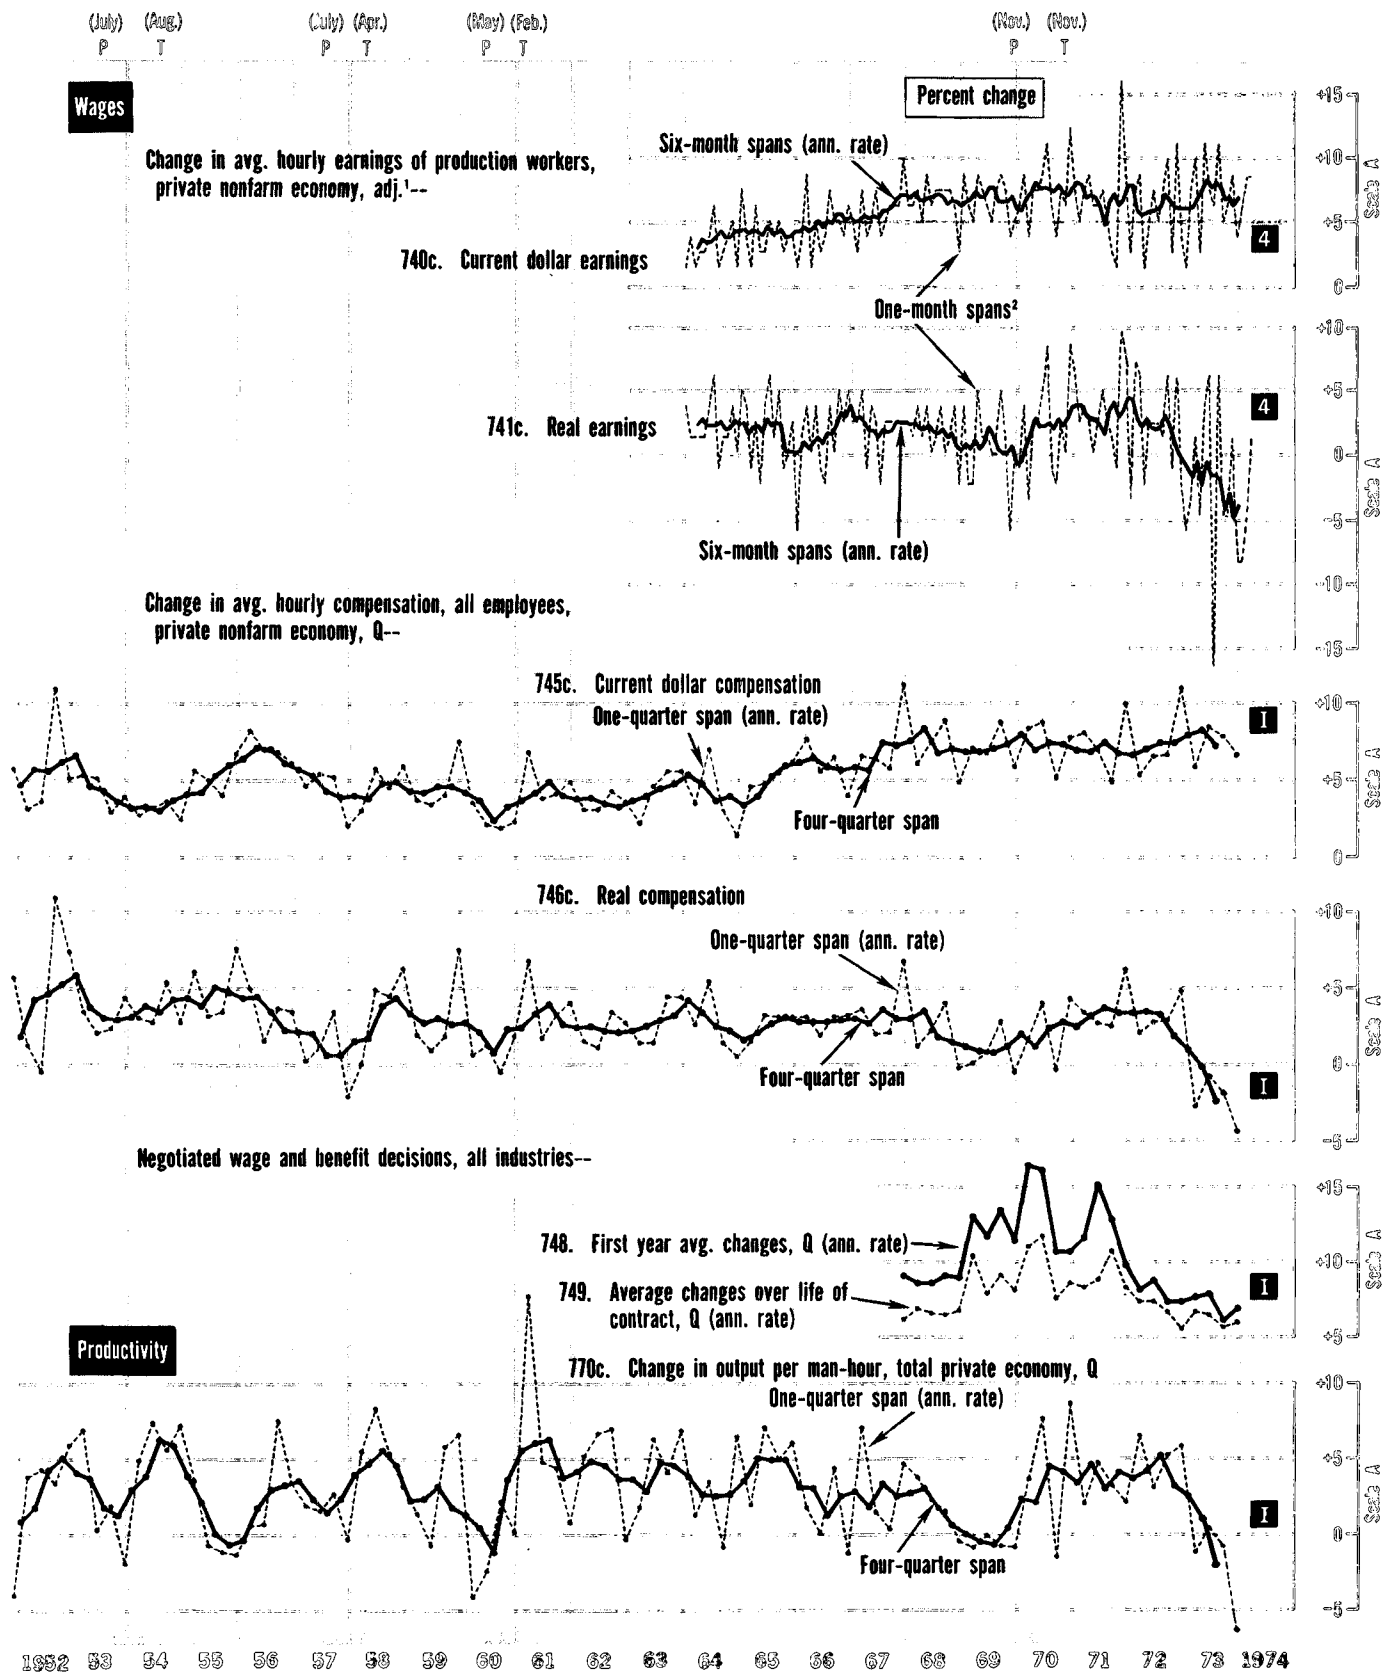 (July) (Aug.) (July) (Apr.) (May) (Feb.) (Nov.) (Nov.)
P T P T P T P T
Wages
Percent change
Change in avg. hourly earnings of production workers,
private nonfarm economy, adj.¹--
Six-month spans (ann. rate)
740c. Current dollar earnings
+15
+10
+5
0
Scale A
4
One-month spans²
741c. Real earnings
Six-month spans (ann. rate)
+10
+5
0
-5
-10
-15
Scale A
4
Change in avg. hourly compensation, all employees,
private nonfarm economy, Q--
745c. Current dollar compensation
One-quarter span (ann. rate)
Four-quarter span
+10
+5
0
Scale A
I
746c. Real compensation
One-quarter span (ann. rate)
Four-quarter span
+10
+5
0
-5
Scale A
I
Negotiated wage and benefit decisions, all industries--
748. First year avg. changes, Q (ann. rate)
749. Average changes over life of
contract, Q (ann. rate)
+15
+10
+5
Scale A
I
Productivity
770c. Change in output per man-hour, total private economy, Q
One-quarter span (ann. rate)
Four-quarter span
+10
+5
0
-5
Scale A
I
1952 53 54 55 56 57 58 59 60 61 62 63 64 65 66 67 68 69 70 71 72 73 1974